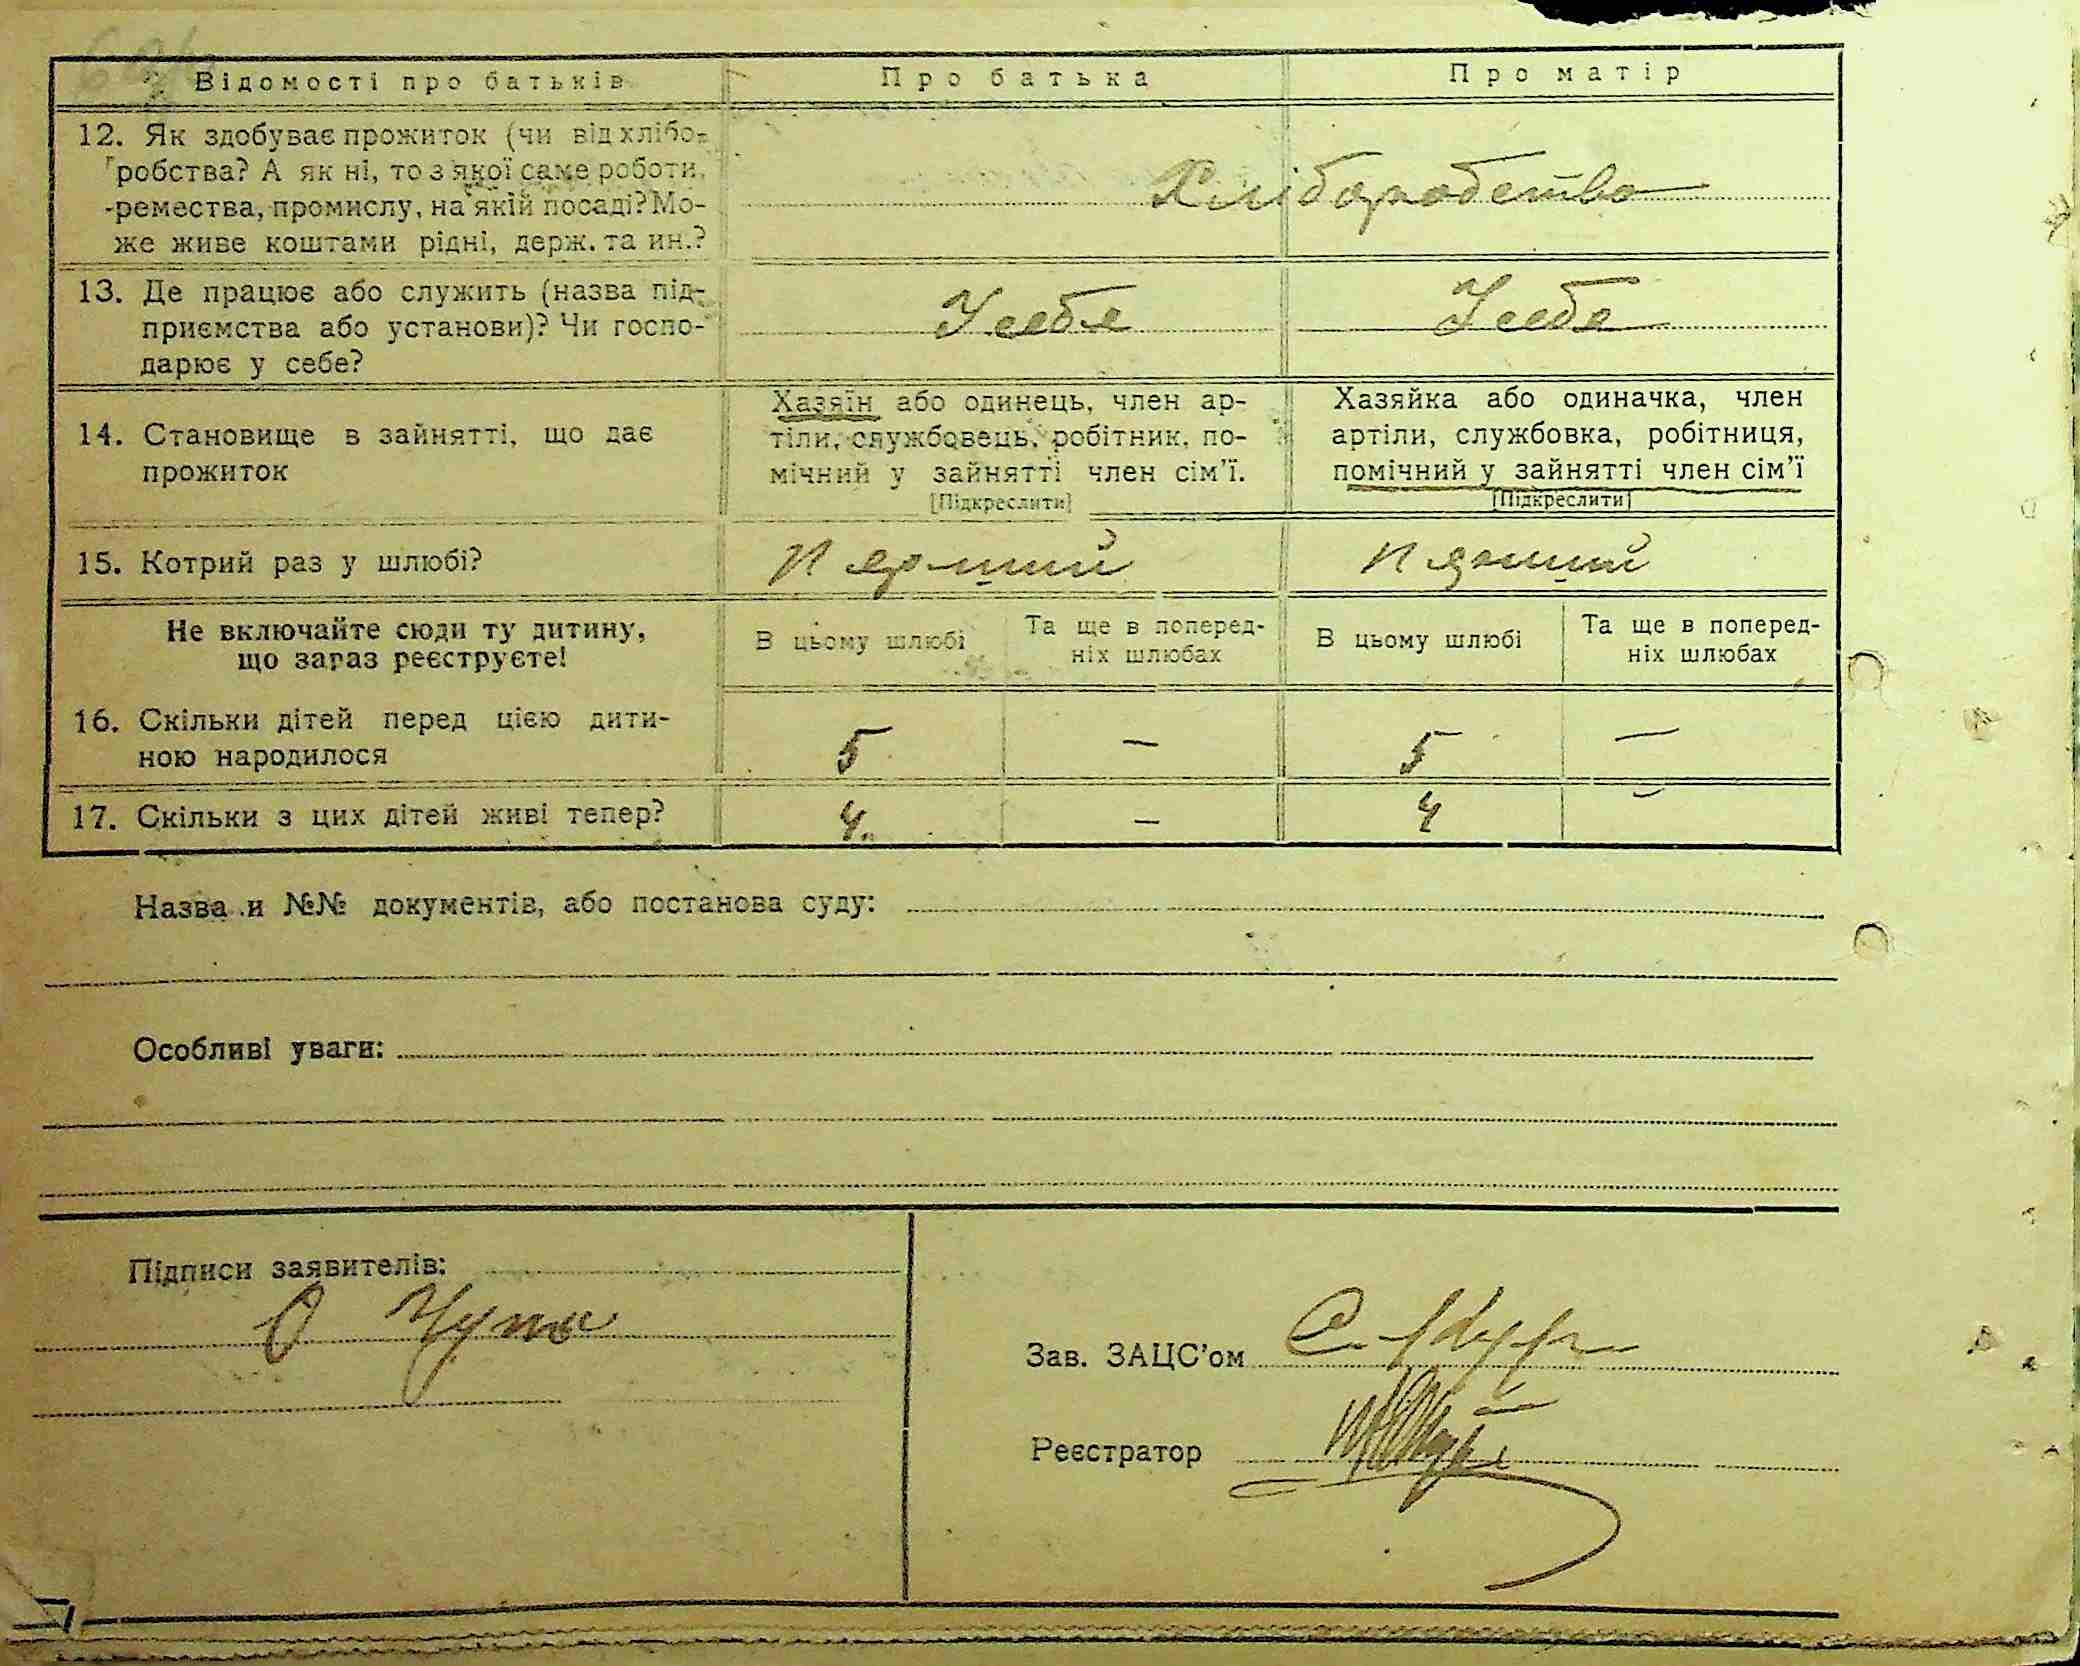 Відомості про батьків
Про батька
Про матір
12. Як здобуває прожиток (чи від хлібо-
робства? А як ні, то з якої саме роботи,
ремества, промислу, на якій посаді? Мо-
же живе коштами рідні, держ. та ин.?
Хліборобство
13. Де працює або служить (назва під-
приємства або установи)? Чи госпо-
дарює у себе?
У себе
У себе
14. Становище в зайнятті, що дає
прожиток
Хазяїн або одинець, член ар-
тіли, службовець, робітник, по-
мічний у зайнятті член сім'ї.
[Підкреслити]
Хазяйка або одиначка, член
артіли, службовка, робітниця,
помічний у зайнятті член сім'ї
[Підкреслити]
15. Котрий раз у шлюбі?
Перший
Перший
Не включайте сюди ту дитину,
що зараз реєструєте!
В цьому шлюбі
Та ще в поперед-
ніх шлюбах
В цьому шлюбі
Та ще в поперед-
ніх шлюбах
16. Скільки дітей перед цією дити-
ною народилося
5
—
5
—
17. Скільки з цих дітей живі тепер?
4
—
4
—
Назва и №№ документів, або постанова суду:
Особливі уваги:
Підписи заявителів:
Зав. ЗАЦС'ом
Реєстратор